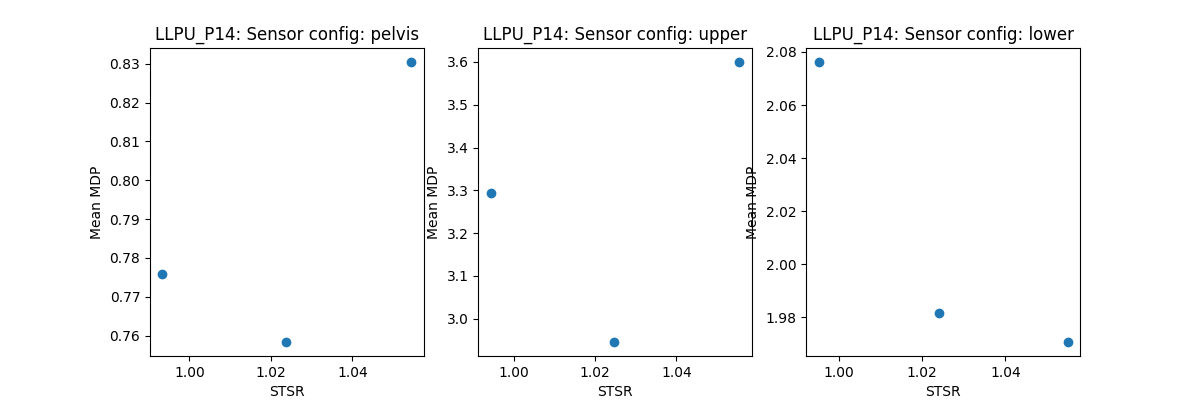 LLPU_P14: Sensor config: pelvis
0.83
0.82
0.81
0.80
0.79
0.78
0.77
0.76
Mean MDP
1.00 1.02 1.04
STSR
LLPU_P14: Sensor config: upper
3.6
3.5
3.4
3.3
3.2
3.1
3.0
Mean MDP
1.00 1.02 1.04
STSR
LLPU_P14: Sensor config: lower
2.08
2.06
2.04
2.02
2.00
1.98
Mean MDP
1.00 1.02 1.04
STSR